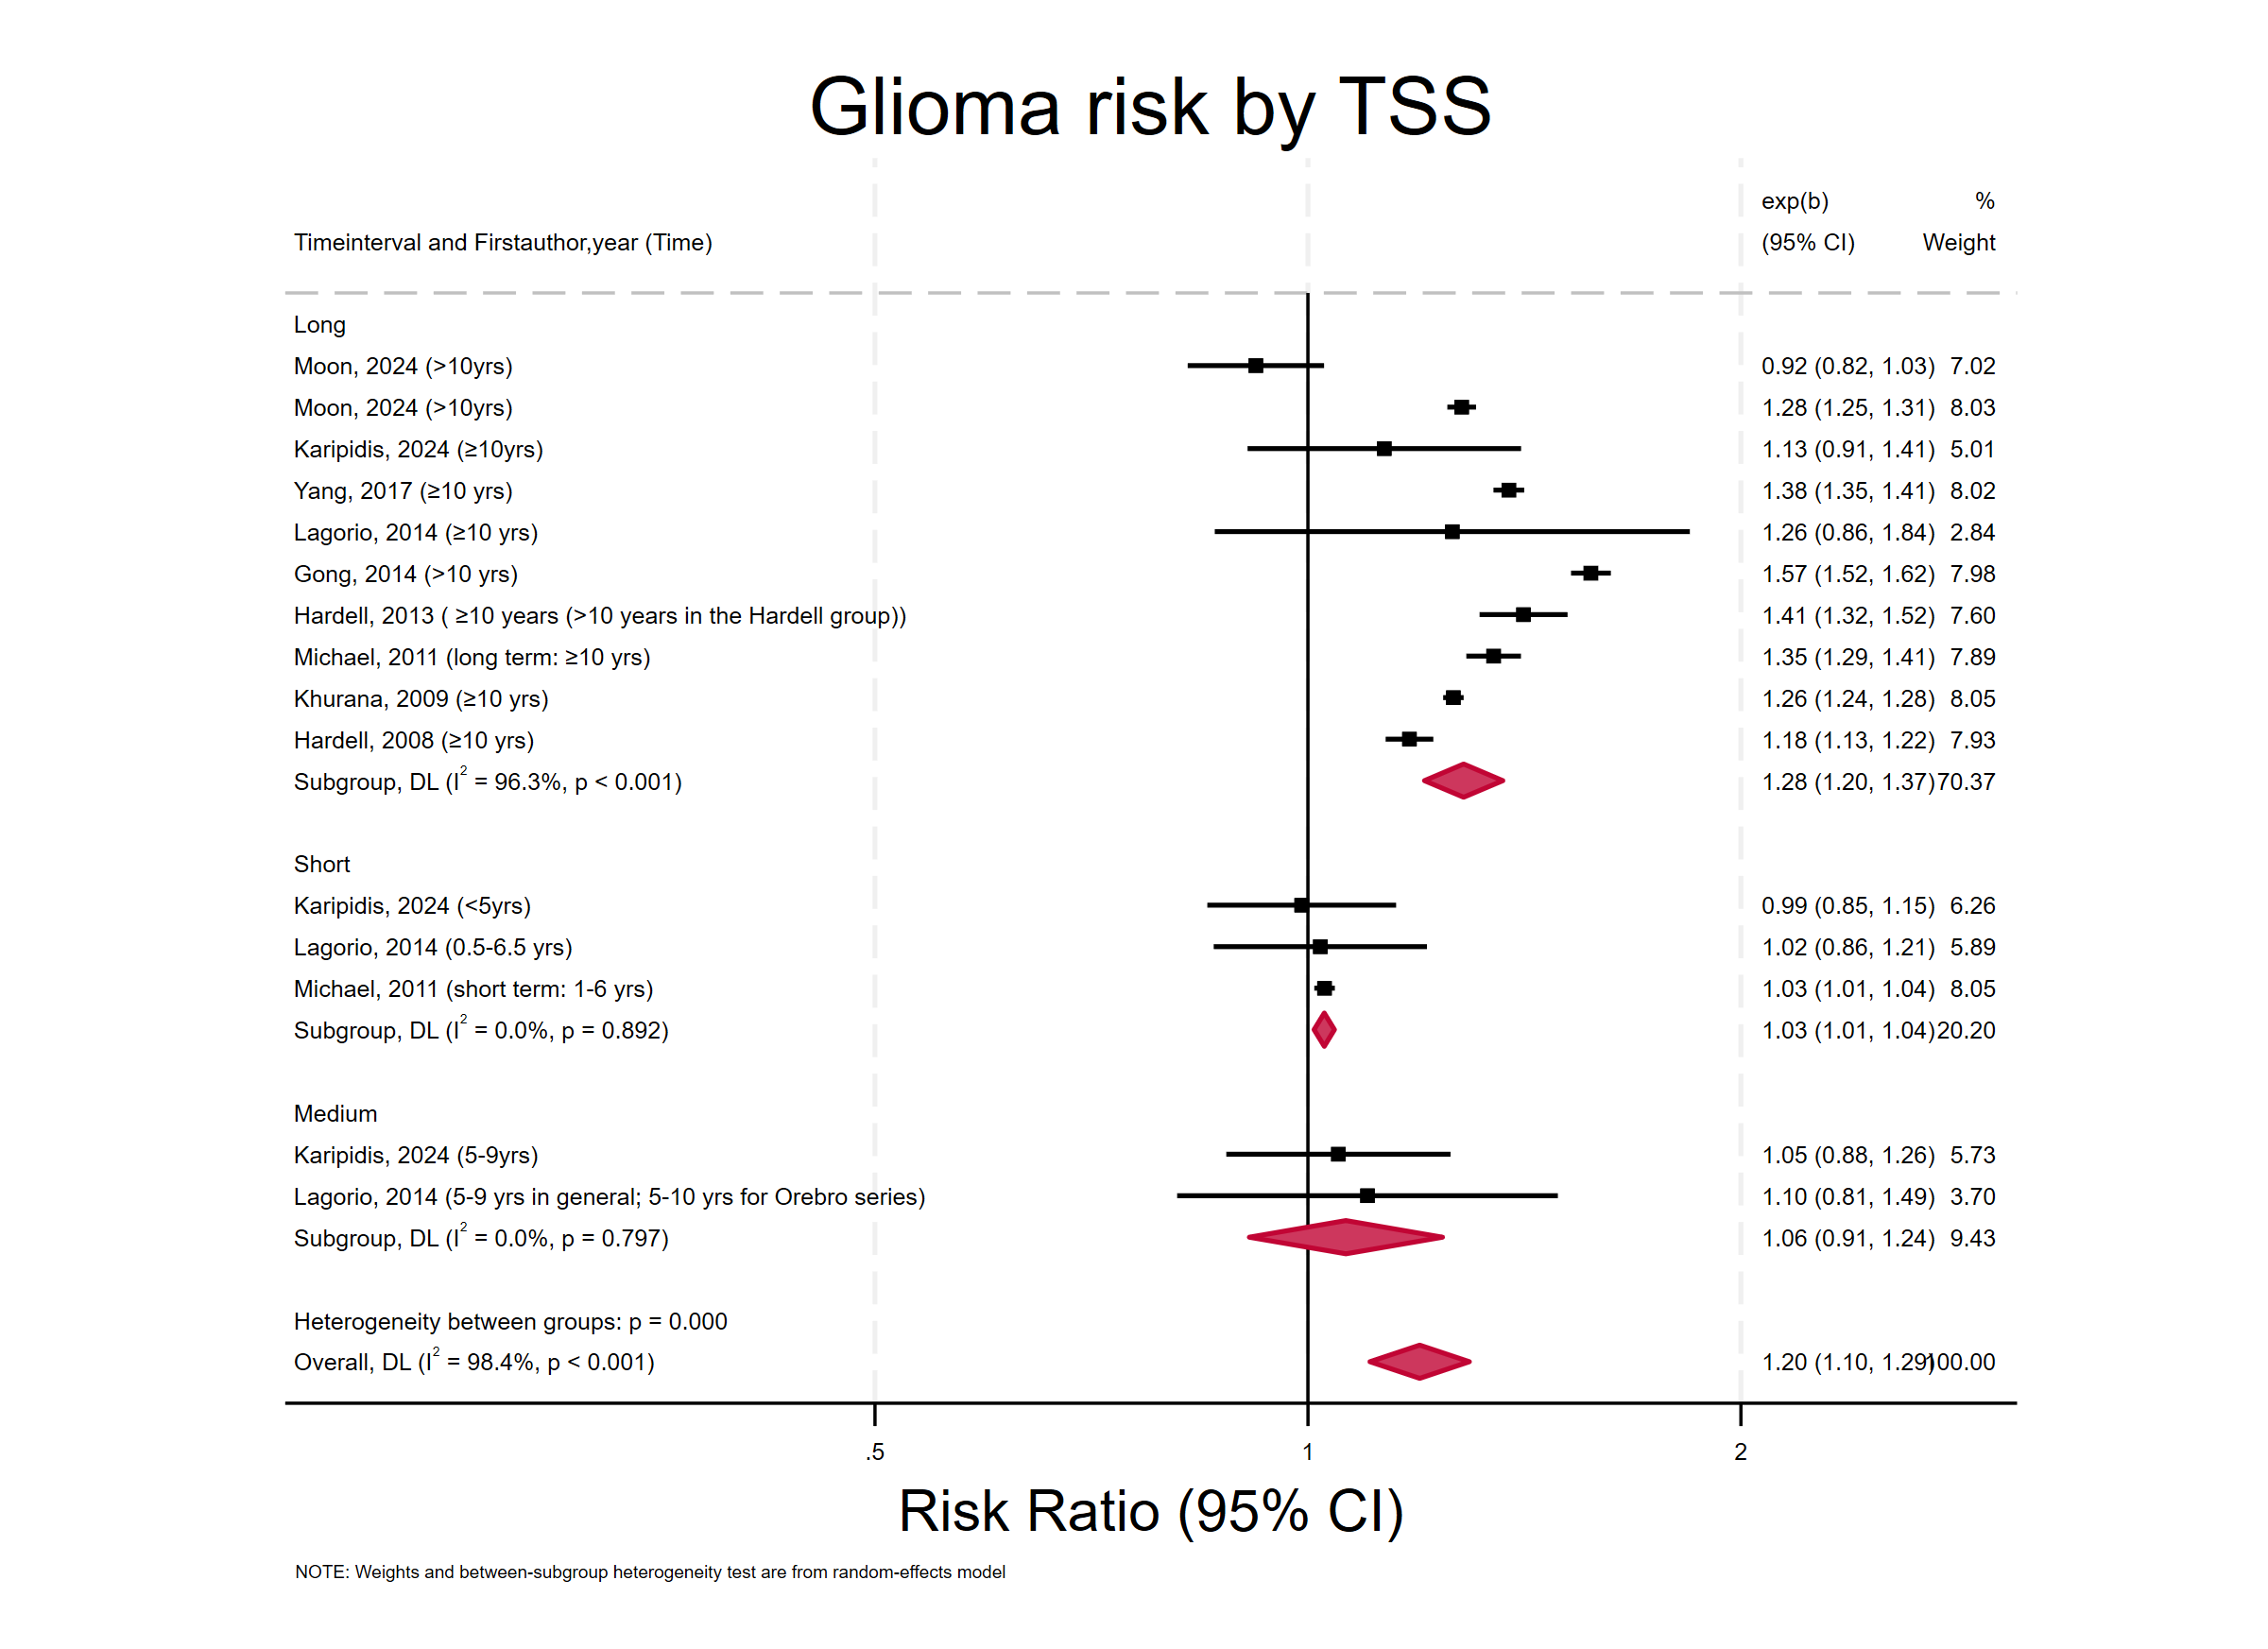 Glioma risk by TSS
exp(b) %
Timeinterval and Firstauthor,year (Time) (95% CI) Weight
Long
Moon, 2024 (>10yrs) 0.92 (0.82, 1.03) 7.02
Moon, 2024 (>10yrs) 1.28 (1.25, 1.31) 8.03
Karipidis, 2024 (≥10yrs) 1.13 (0.91, 1.41) 5.01
Yang, 2017 (≥10 yrs) 1.38 (1.35, 1.41) 8.02
Lagorio, 2014 (≥10 yrs) 1.26 (0.86, 1.84) 2.84
Gong, 2014 (>10 yrs) 1.57 (1.52, 1.62) 7.98
Hardell, 2013 ( ≥10 years (>10 years in the Hardell group)) 1.41 (1.32, 1.52) 7.60
Michael, 2011 (long term: ≥10 yrs) 1.35 (1.29, 1.41) 7.89
Khurana, 2009 (≥10 yrs) 1.26 (1.24, 1.28) 8.05
Hardell, 2008 (≥10 yrs) 1.18 (1.13, 1.22) 7.93
Subgroup, DL (I² = 96.3%, p < 0.001) 1.28 (1.20, 1.37) 70.37
Short
Karipidis, 2024 (<5yrs) 0.99 (0.85, 1.15) 6.26
Lagorio, 2014 (0.5-6.5 yrs) 1.02 (0.86, 1.21) 5.89
Michael, 2011 (short term: 1-6 yrs) 1.03 (1.01, 1.04) 8.05
Subgroup, DL (I² = 0.0%, p = 0.892) 1.03 (1.01, 1.04) 20.20
Medium
Karipidis, 2024 (5-9yrs) 1.05 (0.88, 1.26) 5.73
Lagorio, 2014 (5-9 yrs in general; 5-10 yrs for Orebro series) 1.10 (0.81, 1.49) 3.70
Subgroup, DL (I² = 0.0%, p = 0.797) 1.06 (0.91, 1.24) 9.43
Heterogeneity between groups: p = 0.000
Overall, DL (I² = 98.4%, p < 0.001) 1.20 (1.10, 1.29) 100.00
.5 1 2
Risk Ratio (95% CI)
NOTE: Weights and between-subgroup heterogeneity test are from random-effects model